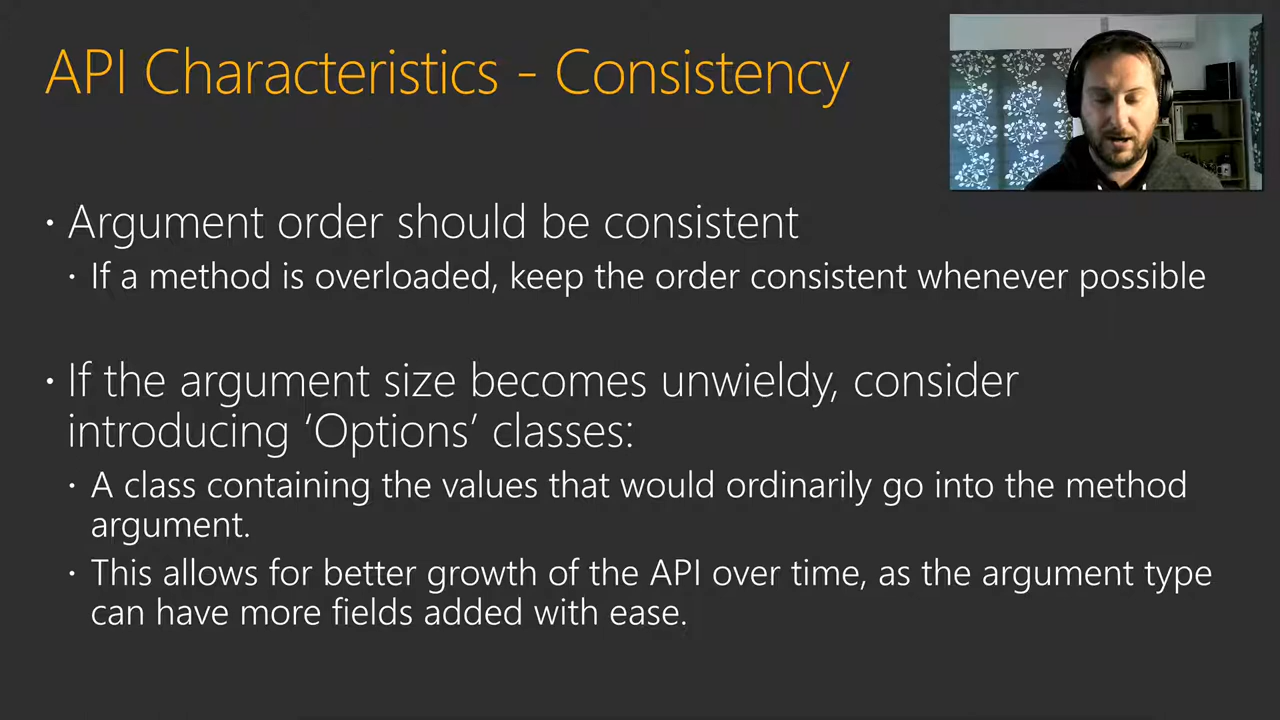 API Characteristics - Consistency
• Argument order should be consistent
• If a method is overloaded, keep the order consistent whenever possible
• If the argument size becomes unwieldy, consider
introducing ‘Options’ classes:
• A class containing the values that would ordinarily go into the method
argument.
• This allows for better growth of the API over time, as the argument type
can have more fields added with ease.